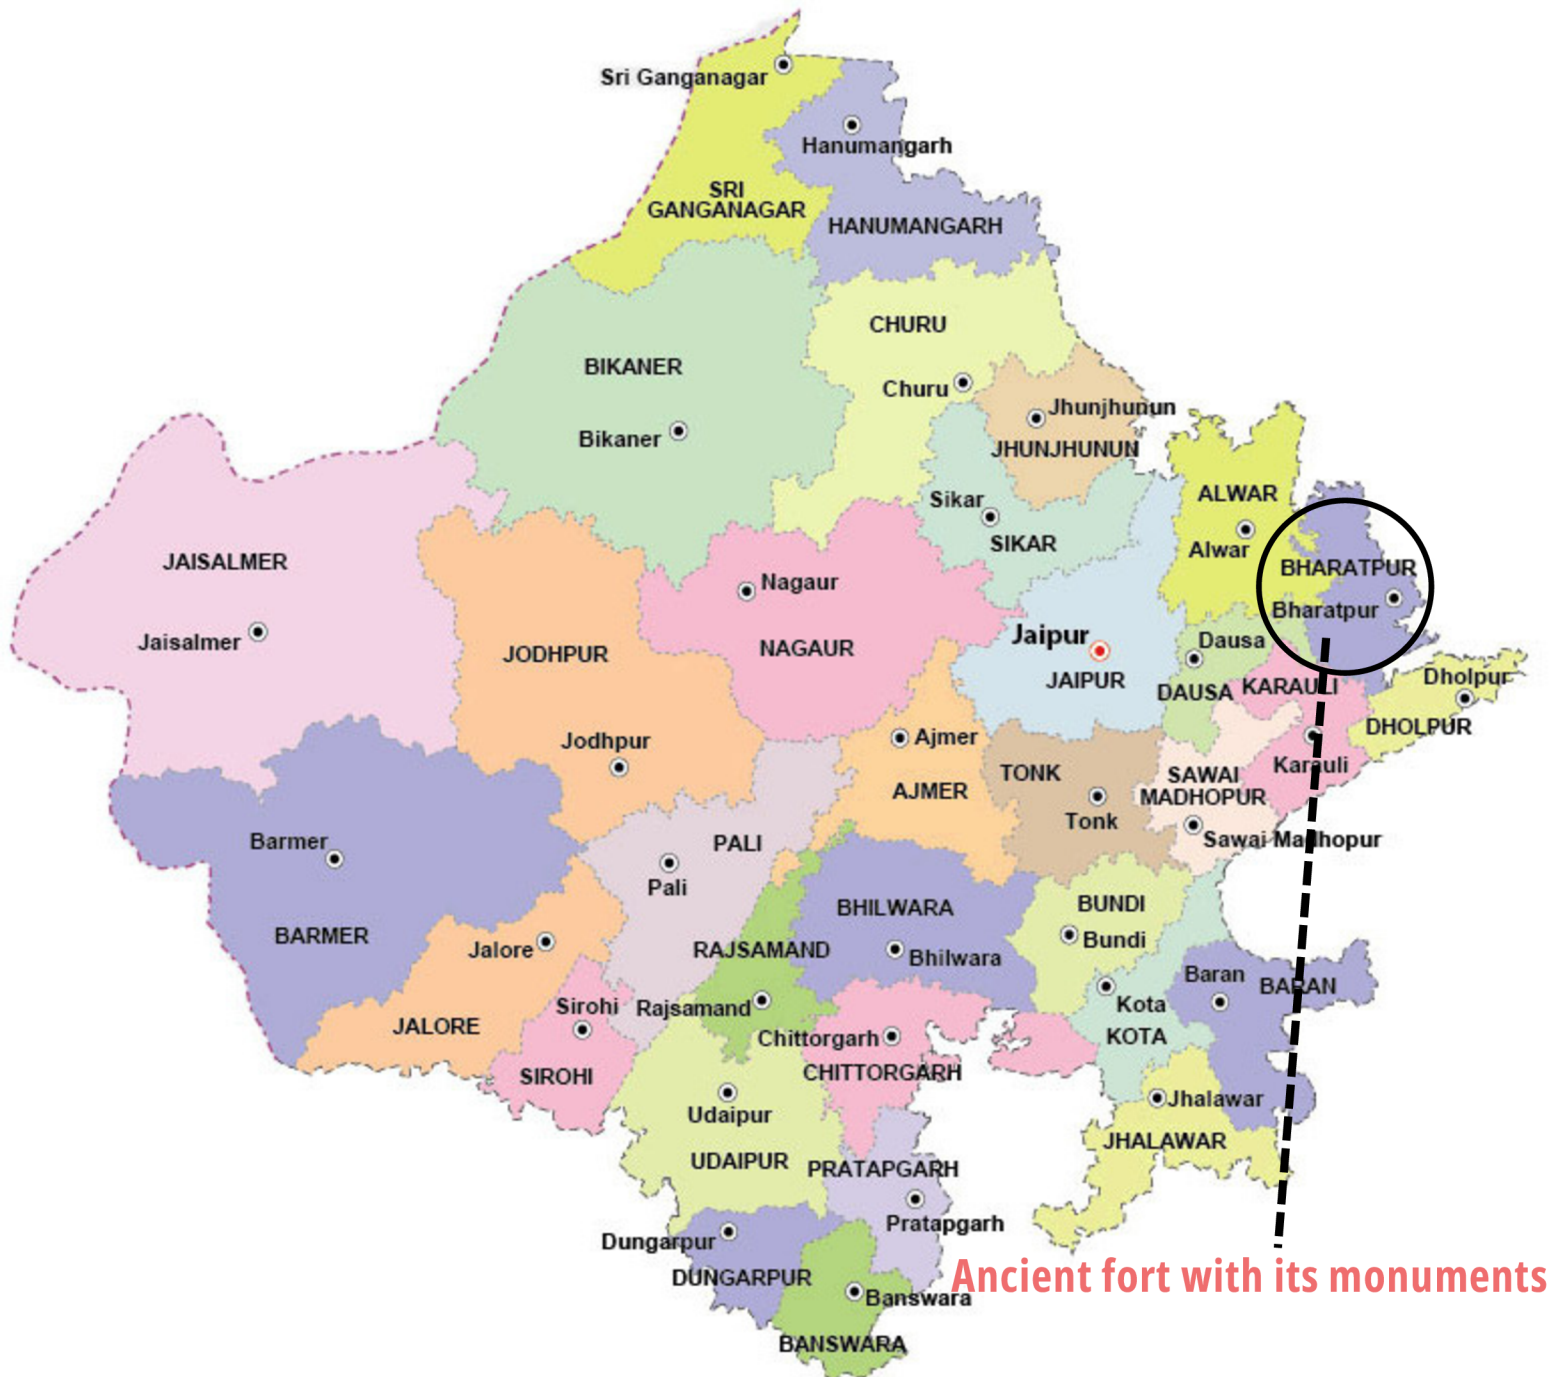 Sri Ganganagar
Hanumangarh
SRI
GANGANAGAR
HANUMANGARH
CHURU
BIKANER
Churu
Jhunjhunun
Bikaner
JHUNJHUNUN
ALWAR
Sikar
Alwar
SIKAR
JAISALMER
BHARATPUR
Nagaur
Bharatpur
Jaisalmer
Jaipur
Dausa
JODHPUR
NAGAUR
JAIPUR
DAUSA
KARAULI
Dholpur
DHOLPUR
Jodhpur
Ajmer
Karauli
TONK
SAWAI
MADHOPUR
AJMER
Tonk
Barmer
PALI
Sawai Madhopur
Pali
BHILWARA
BUNDI
BARMER
Jalore
RAJSAMAND
Bhilwara
Bundi
Baran
BARAN
Sirohi
Rajsamand
Kota
JALORE
Chittorgarh
KOTA
SIROHI
CHITTORGARH
Udaipur
Jhalawar
UDAIPUR
PRATAPGARH
JHALAWAR
Pratapgarh
Dungarpur
DUNGARPUR
Ancient fort with its monuments
Banswara
BANSWARA